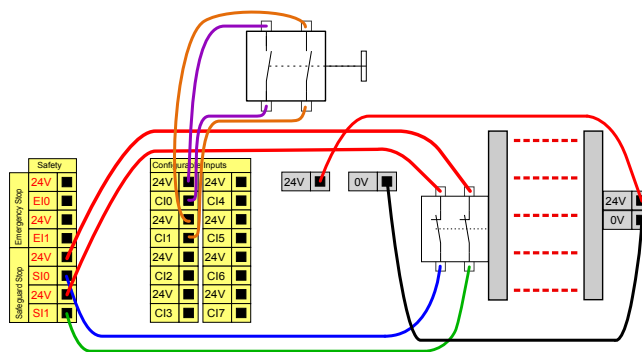 Safety
Emergency Stop
24V
EI0
24V
EI1
Safeguard Stop
24V
SI0
24V
SI1
Configurable Inputs
24V 24V
CI0 CI4
24V 24V
CI1 CI5
24V 24V
CI2 CI6
24V 24V
CI3 CI7
24V
0V
24V
0V